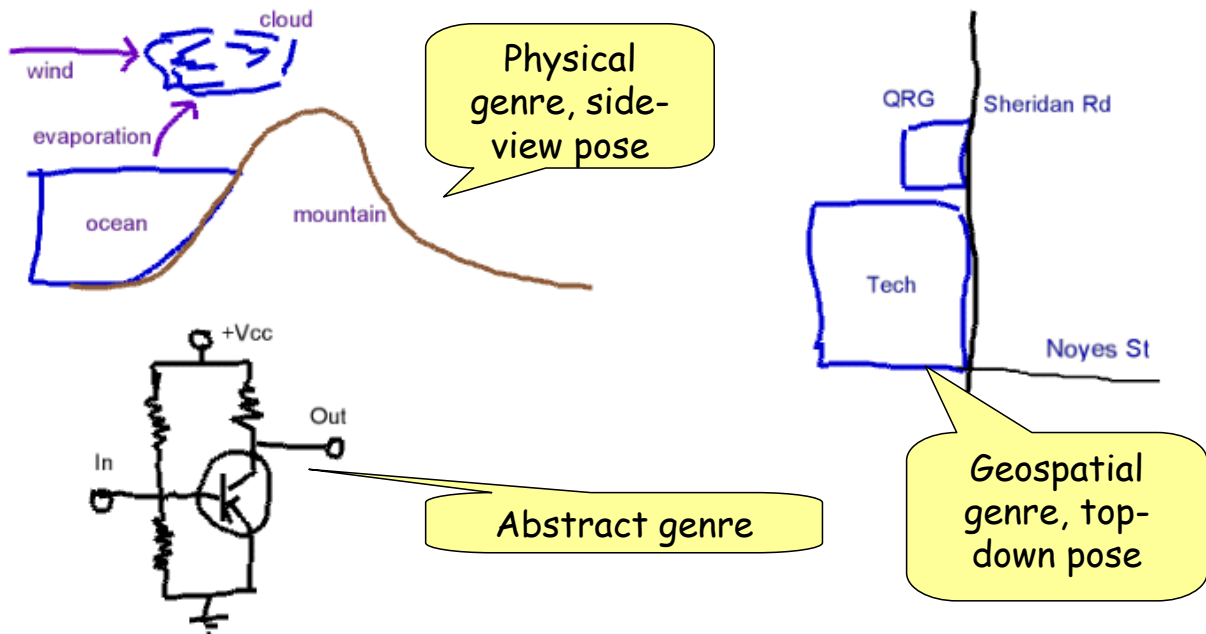 cloud
wind
evaporation
ocean
mountain
Physical
genre, side-
view pose
QRG
Sheridan Rd
Tech
Noyes St
+Vcc
Out
In
Abstract genre
Geospatial
genre, top-
down pose